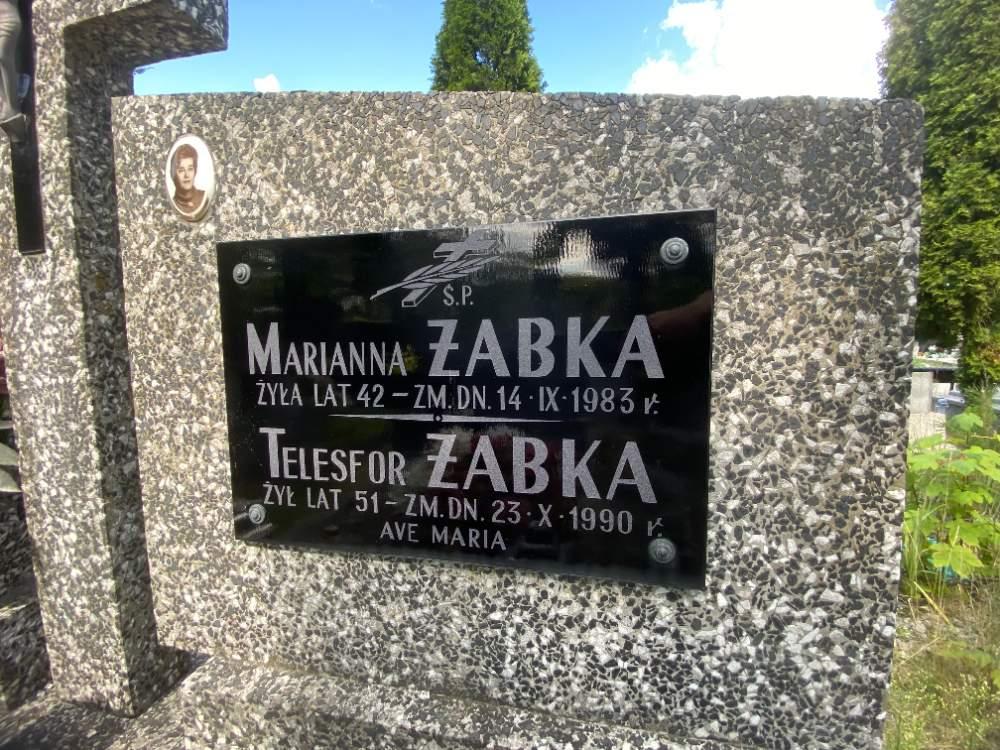 Ś.P.
MARIANNA ŻABKA
ŻYŁA LAT 42 – ZM. DN. 14 · IX · 1983 r.
TELESFOR ŻABKA
ŻYŁ LAT 51 – ZM. DN. 23 · X · 1990 r.
AVE MARIA